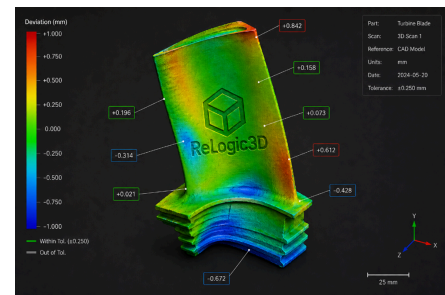 Deviation (mm)
+1.000
+0.750
+0.500
+0.250
0.000
-0.250
-0.500
-0.750
-1.000
Within Tol. (±0.250)
Out of Tol.
+0.842
+0.158
+0.196
+0.073
-0.314
+0.612
+0.021
-0.428
-0.672
ReLogic3D
Part: Turbine Blade
Scan: 3D Scan 1
Reference: CAD Model
Units: mm
Date: 2024-05-20
Tolerance: ±0.250 mm
Y
X
Z
25 mm